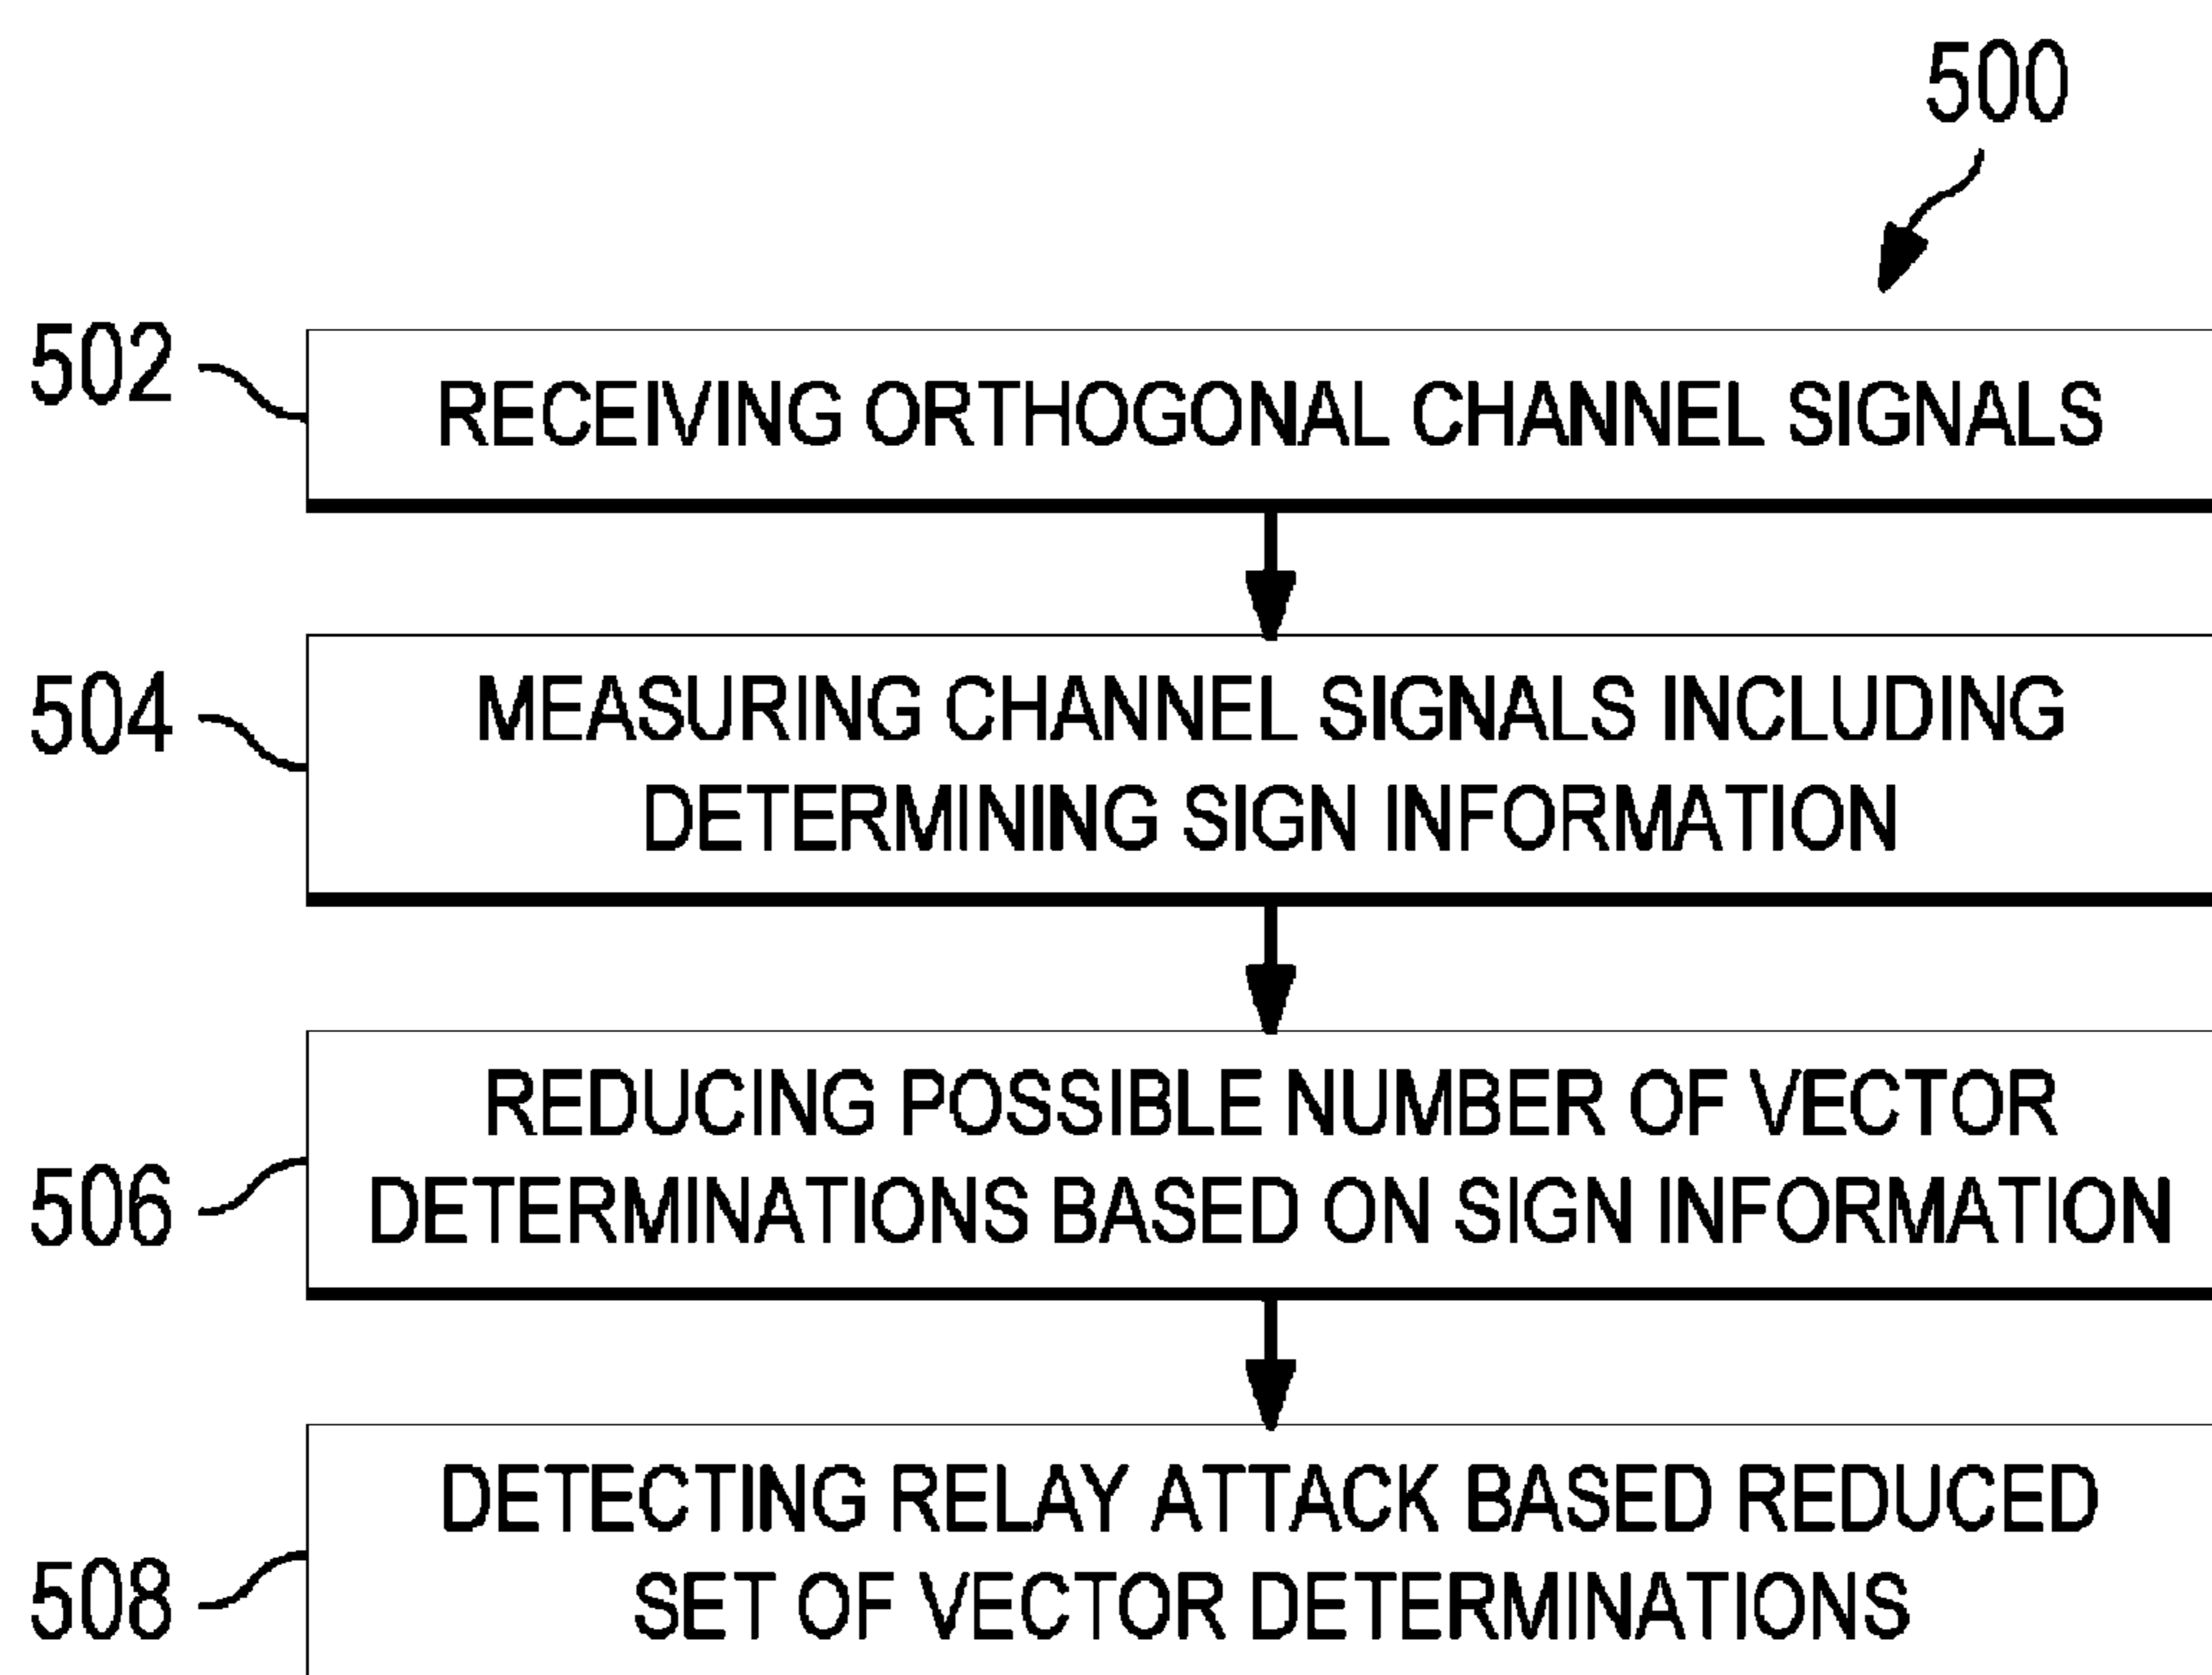 500
502
RECEIVING ORTHOGONAL CHANNEL SIGNALS
504
MEASURING CHANNEL SIGNALS INCLUDING
DETERMINING SIGN INFORMATION
506
REDUCING POSSIBLE NUMBER OF VECTOR
DETERMINATIONS BASED ON SIGN INFORMATION
508
DETECTING RELAY ATTACK BASED REDUCED
SET OF VECTOR DETERMINATIONS